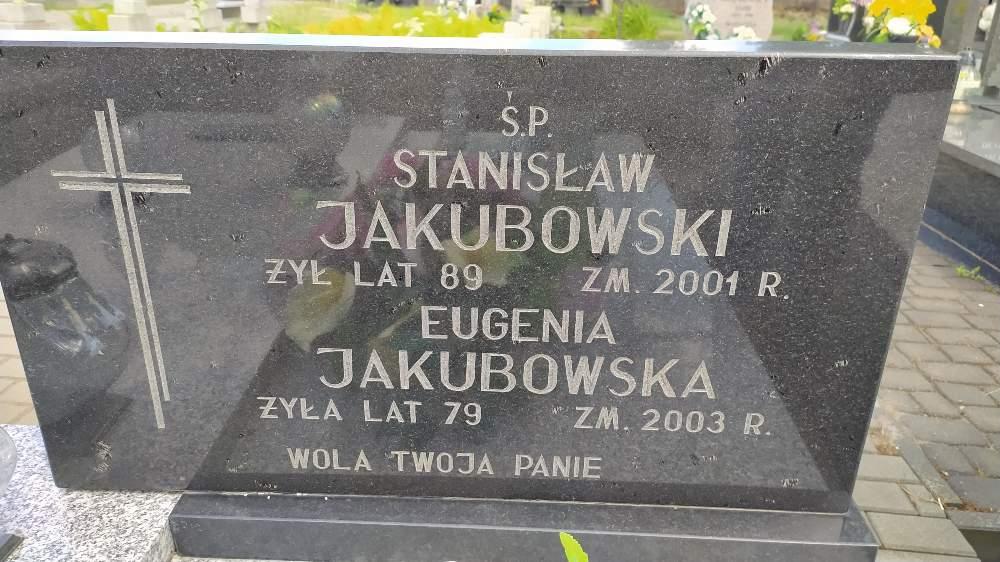 Ś.P.
STANISŁAW
JAKUBOWSKI
ŻYŁ LAT 89 ZM. 2001 R.
EUGENIA
JAKUBOWSKA
ŻYŁA LAT 79 ZM. 2003 R.
WOLA TWOJA PANIE